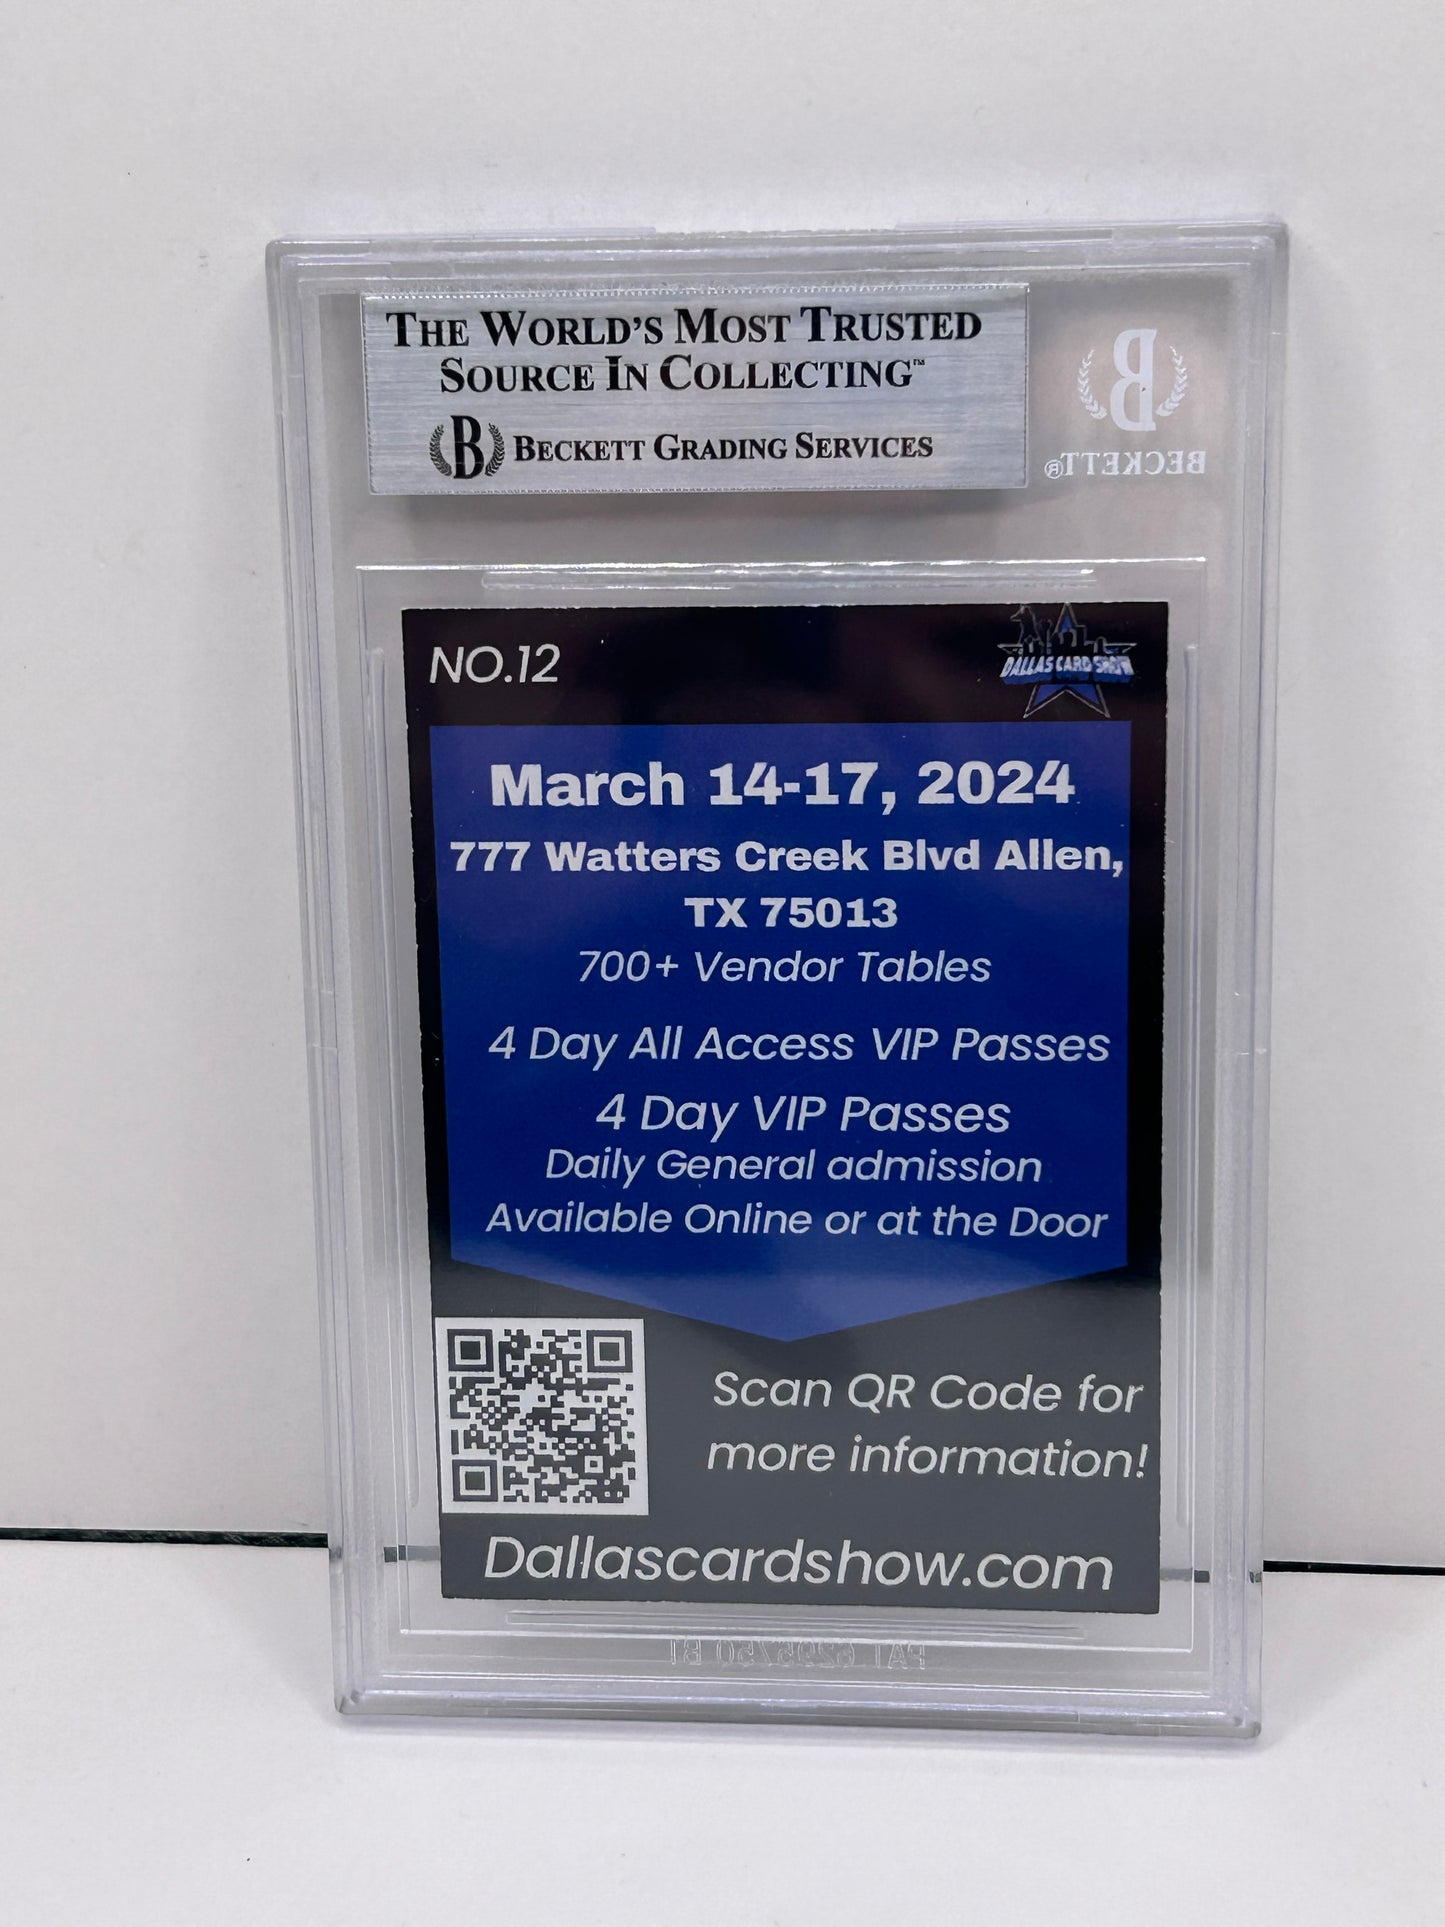 THE WORLD'S MOST TRUSTED
SOURCE IN COLLECTING™
B BECKETT GRADING SERVICES
B
BECKETT®
NO.12
DALLAS CARD SHOW
March 14-17, 2024
777 Watters Creek Blvd Allen,
TX 75013
700+ Vendor Tables
4 Day All Access VIP Passes
4 Day VIP Passes
Daily General admission
Available Online or at the Door
Scan QR Code for
more information!
Dallascardshow.com